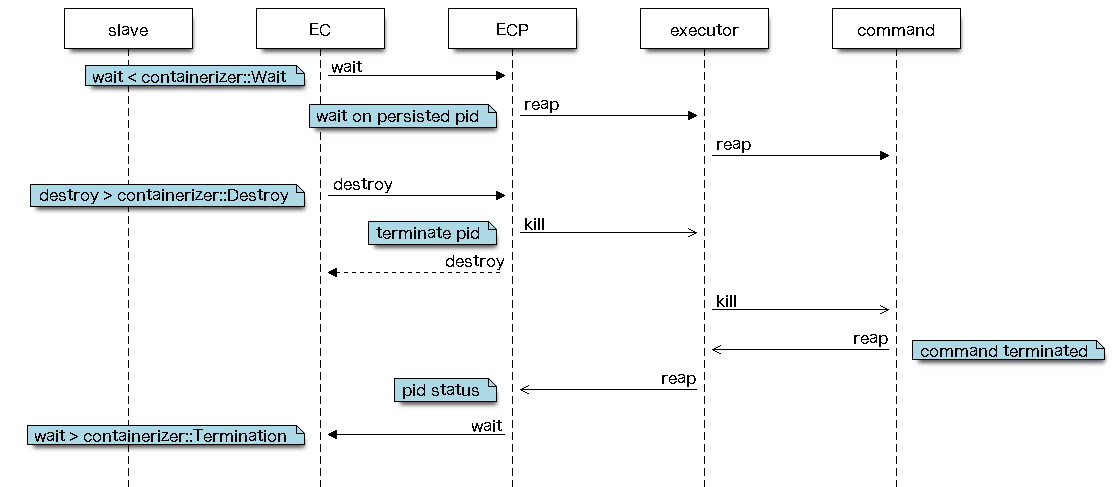 slave
EC
ECP
executor
command
wait < containerizer::Wait
wait
wait on persisted pid
reap
reap
destroy > containerizer::Destroy
destroy
terminate pid
kill
destroy
kill
reap
command terminated
pid status
reap
wait > containerizer::Termination
wait